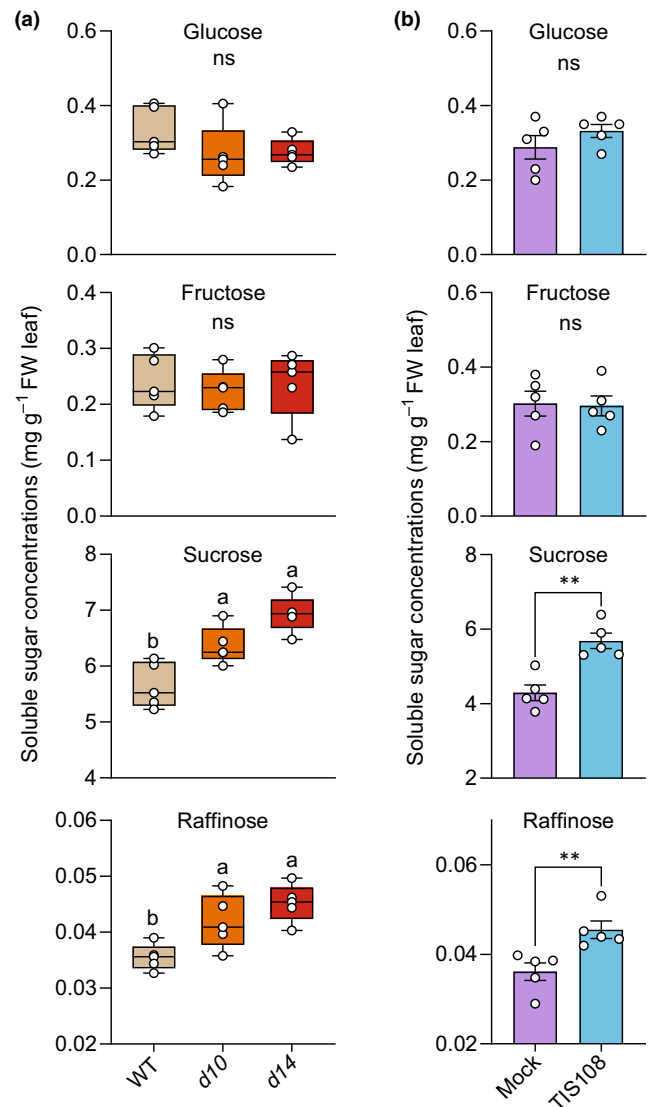 (a)
Soluble sugar concentrations (mg g⁻¹ FW leaf)
Glucose
ns
0.6
0.4
0.2
0.0
Fructose
ns
0.4
0.3
0.2
0.1
0.0
Sucrose
8
7
6
5
4
b
a
a
Raffinose
0.06
0.05
0.04
0.03
0.02
b
a
a
WT
d10
d14
(b)
Soluble sugar concentrations (mg g⁻¹ FW leaf)
Glucose
ns
0.6
0.4
0.2
0.0
Fructose
ns
0.6
0.4
0.2
0.0
Sucrose
**
8
6
4
2
Raffinose
**
0.06
0.04
0.02
Mock
TIS108